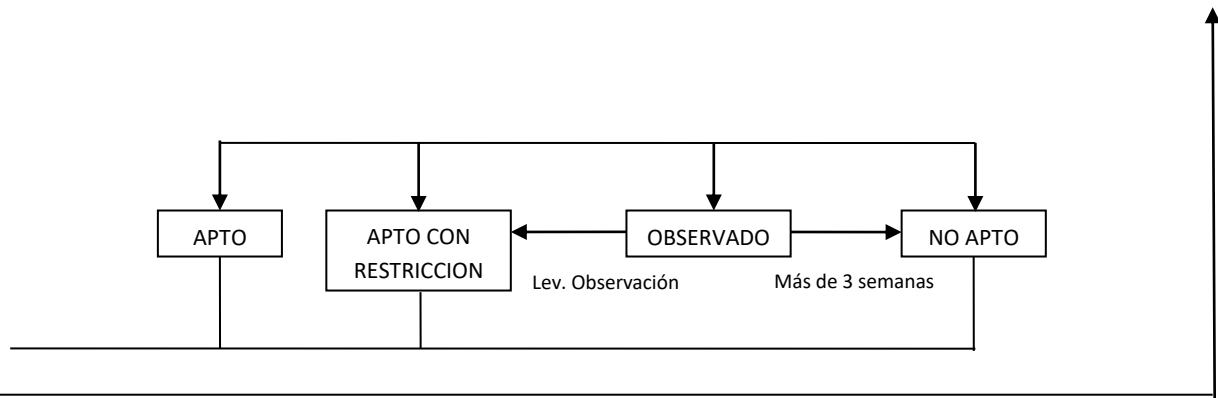 APTO
APTO CON
RESTRICCION
OBSERVADO
NO APTO
Lev. Observación
Más de 3 semanas